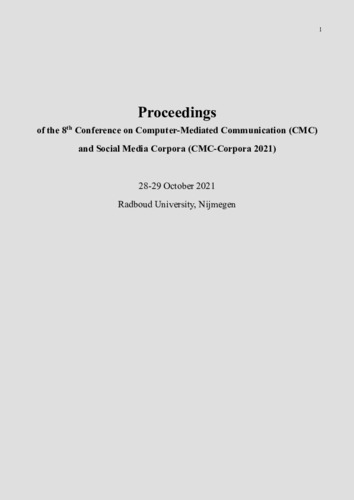 1
Proceedings
of the 8th Conference on Computer-Mediated Communication (CMC)
and Social Media Corpora (CMC-Corpora 2021)
28-29 October 2021
Radboud University, Nijmegen